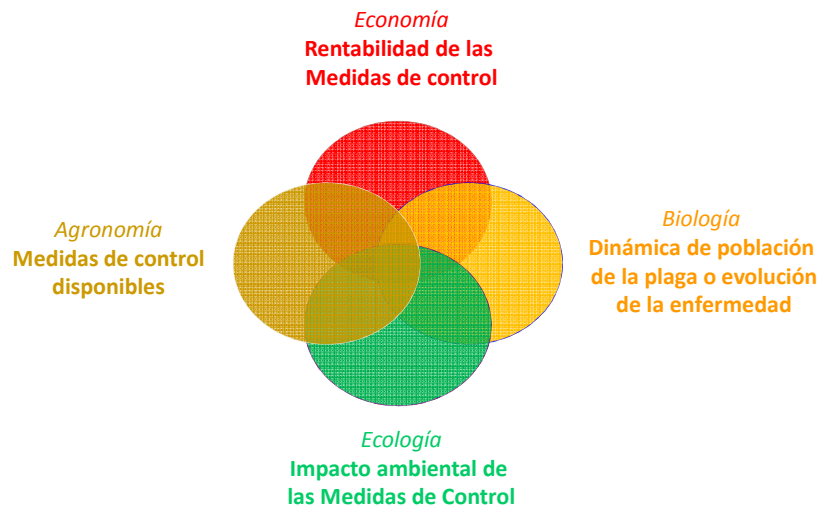 Economía
Rentabilidad de las
Medidas de control
Agronomía
Medidas de control
disponibles
Biología
Dinámica de población
de la plaga o evolución
de la enfermedad
Ecología
Impacto ambiental de
las Medidas de Control